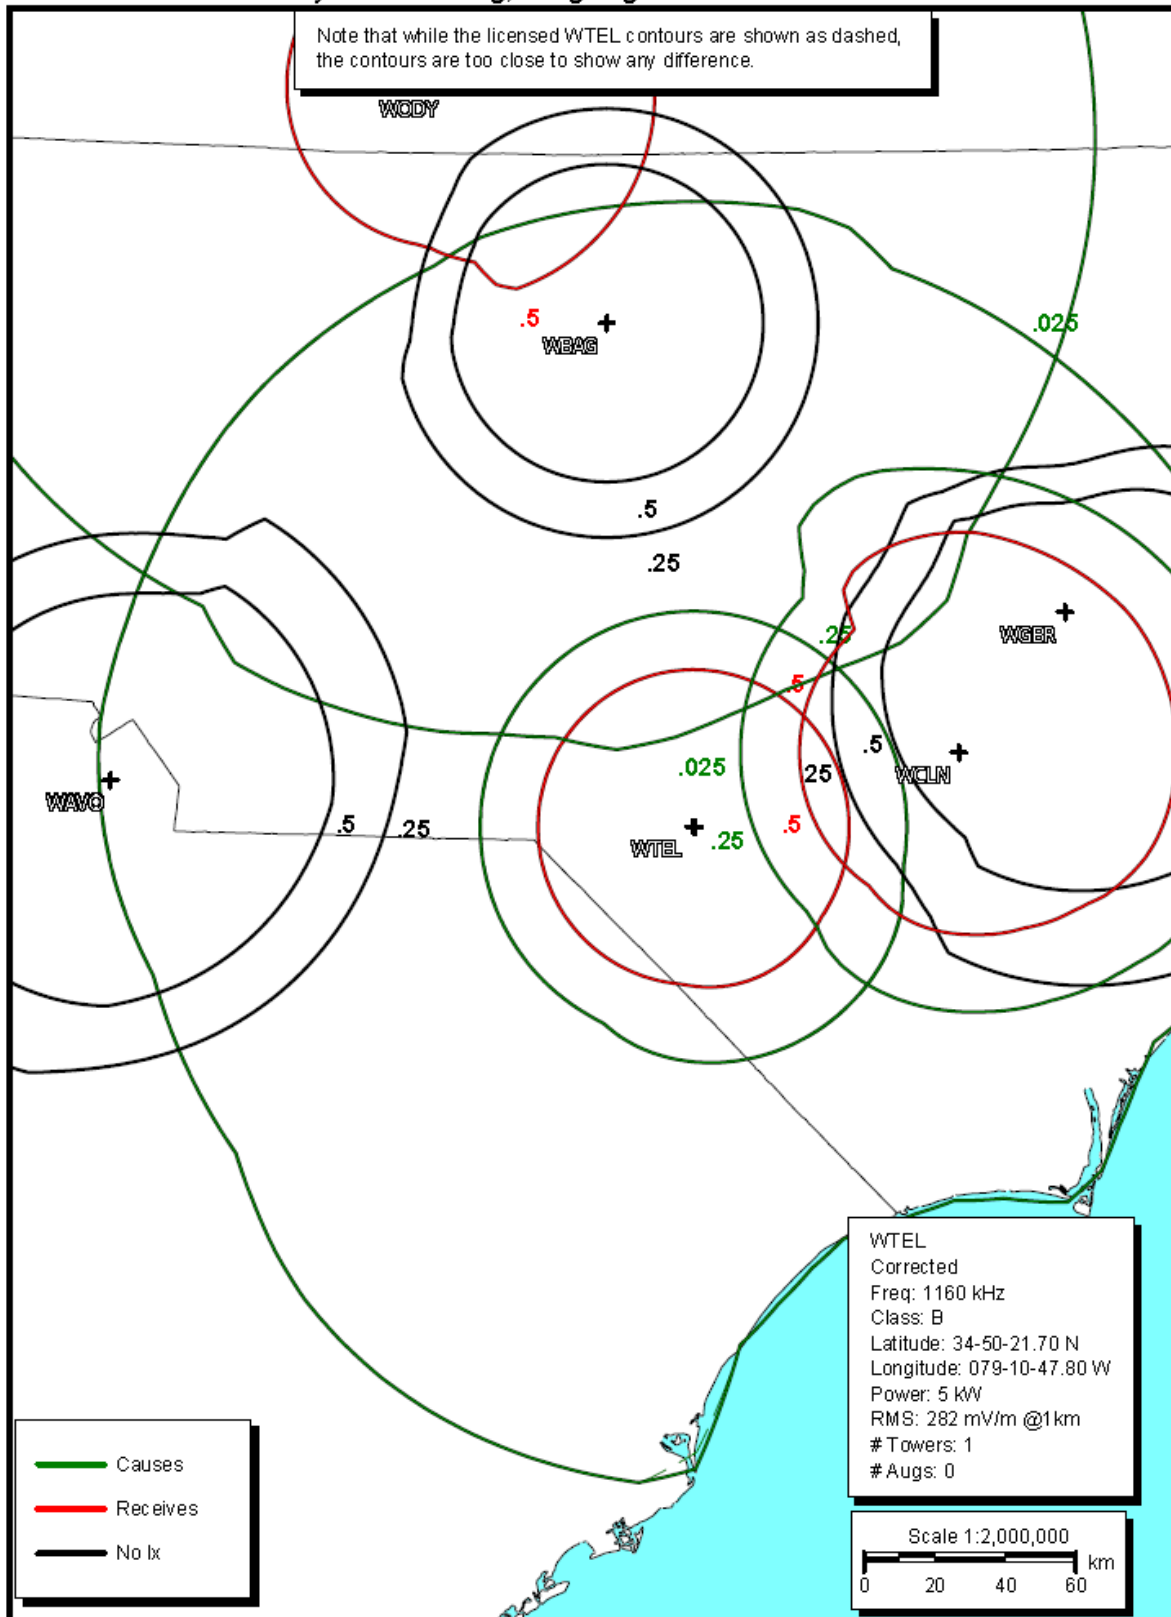 Note that while the licensed WTEL contours are shown as dashed,
the contours are too close to show any difference.
WODY
.5
WBAG
.025
.5
.25
WGBR
.25
.5
.5
WCLN
.025
.25
WAVO
.5
.25
WTEL
.25
.5
WTEL
Corrected
Freq: 1160 kHz
Class: B
Latitude: 34-50-21.70 N
Longitude: 079-10-47.80 W
Power: 5 kW
RMS: 282 mV/m @1km
# Towers: 1
# Augs: 0
Causes
Receives
No Ix
Scale 1:2,000,000
km
0 20 40 60